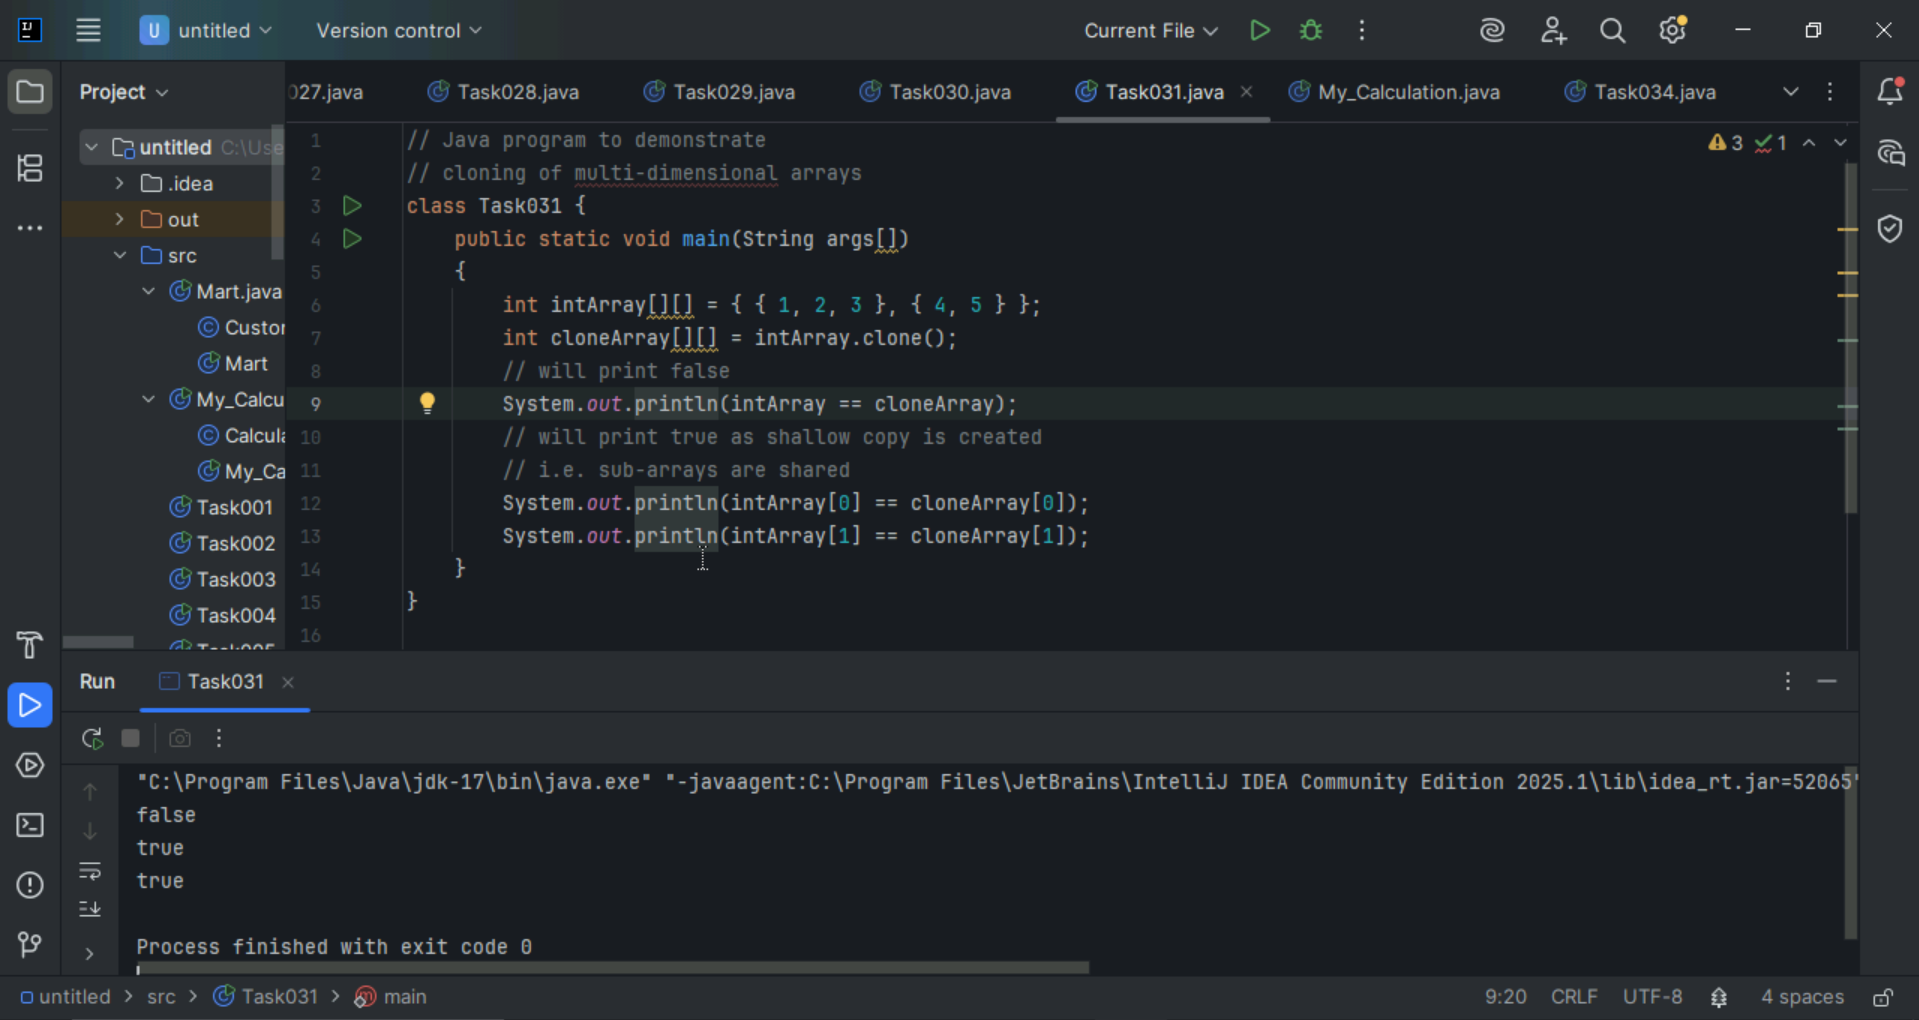 U untitled Version control Current File
Project
027.java Task028.java Task029.java Task030.java Task031.java My_Calculation.java Task034.java
untitled C:\Use
.idea
out
src
Mart.java
Custor
Mart
My_Calcu
Calcula
My_Ca
Task001
Task002
Task003
Task004
1 // Java program to demonstrate
2 // cloning of multi-dimensional arrays
3 class Task031 {
4 public static void main(String args[])
5 {
6 int intArray[][] = { { 1, 2, 3 }, { 4, 5 } };
7 int cloneArray[][] = intArray.clone();
8 // will print false
9 System.out.println(intArray == cloneArray);
10 // will print true as shallow copy is created
11 // i.e. sub-arrays are shared
12 System.out.println(intArray[0] == cloneArray[0]);
13 System.out.println(intArray[1] == cloneArray[1]);
14 }
15 }
16
3 1
Run Task031
"C:\Program Files\Java\jdk-17\bin\java.exe" "-javaagent:C:\Program Files\JetBrains\IntelliJ IDEA Community Edition 2025.1\lib\idea_rt.jar=52065"
false
true
true
Process finished with exit code 0
untitled > src > Task031 > main 9:20 CRLF UTF-8 4 spaces